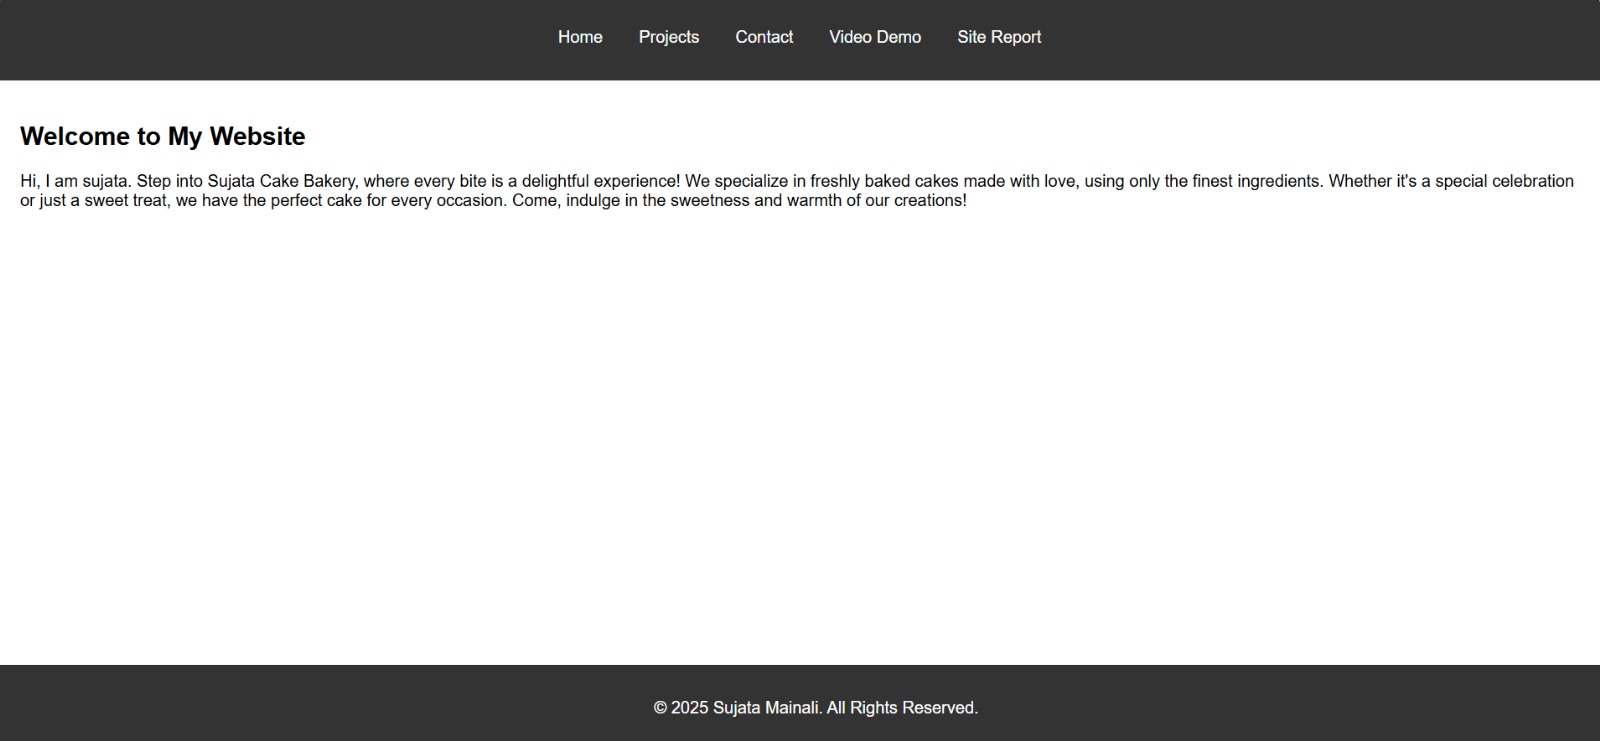 Home Projects Contact Video Demo Site Report
Welcome to My Website
Hi, I am sujata. Step into Sujata Cake Bakery, where every bite is a delightful experience! We specialize in freshly baked cakes made with love, using only the finest ingredients. Whether it's a special celebration
or just a sweet treat, we have the perfect cake for every occasion. Come, indulge in the sweetness and warmth of our creations!
© 2025 Sujata Mainali. All Rights Reserved.